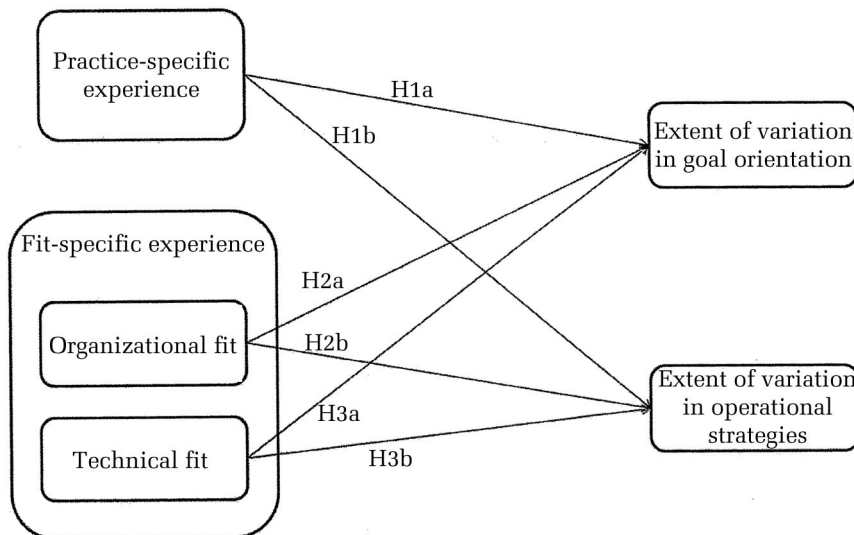 Practice-specific
experience
H1a
H1b
Extent of variation
in goal orientation
Fit-specific experience
H2a
Organizational fit
H2b
Extent of variation
in operational
strategies
H3a
Technical fit
H3b